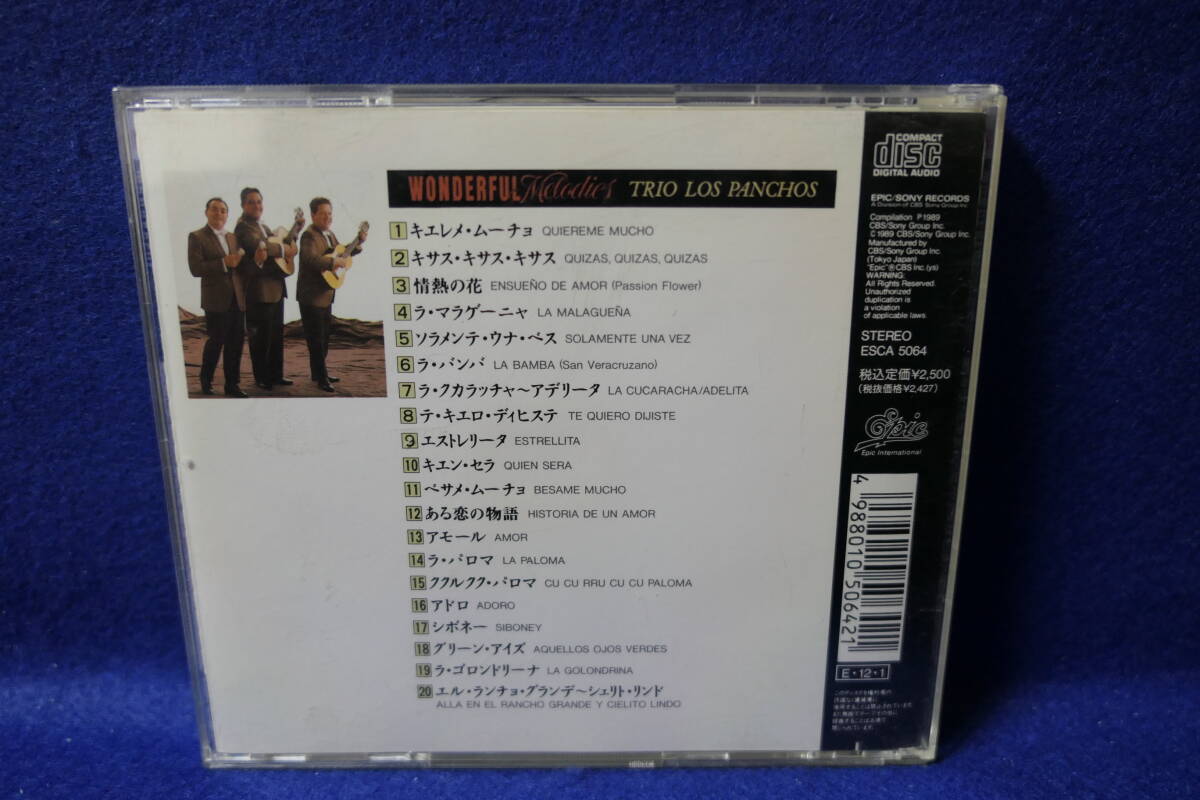 WONDERFUL Melodies TRIO LOS PANCHOS
1 キエレメ・ムーチョ QUIEREME MUCHO
2 キサス・キサス・キサス QUIZAS, QUIZAS, QUIZAS
3 情熱の花 ENSUEÑO DE AMOR (Passion Flower)
4 ラ・マラゲーニャ LA MALAGUEÑA
5 ソラメンテ・ウナ・ベス SOLAMENTE UNA VEZ
6 ラ・バンバ LA BAMBA (San Veracruzano)
7 ラ・クカラッチャ〜アデリータ LA CUCARACHA/ADELITA
8 テ・キエロ・ディヒステ TE QUIERO DIJISTE
9 エストレリータ ESTRELLITA
10 キエン・セラ QUIEN SERA
11 ベサメ・ムーチョ BESAME MUCHO
12 ある恋の物語 HISTORIA DE UN AMOR
13 アモール AMOR
14 ラ・パロマ LA PALOMA
15 ククルクク・パロマ CU CU RRU CU CU PALOMA
16 アドロ ADORO
17 シボネー SIBONEY
18 グリーン・アイズ AQUELLOS OJOS VERDES
19 ラ・ゴロンドリーナ LA GOLONDRINA
20 エル・ランチョ・グランデ〜シェリト・リンド
ALLA EN EL RANCHO GRANDE Y CIELITO LINDO
COMPACT
disc
DIGITAL AUDIO
EPIC/SONY RECORDS
A Division of CBS Sony Group Inc.
Compilation P1989
CBS/Sony Group Inc.
C1989 CBS/Sony Group Inc.
Manufactured by
CBS/Sony Group Inc.
(Tokyo Japan)
"Epic"® CBS Inc.(ys)
WARNING:
All Rights Reserved.
Unauthorized
duplication is
a violation
of applicable laws.
STEREO
ESCA 5064
税込定価¥2,500
(税抜価格¥2,427)
Epic
Epic International
4 988010 506421
E・12・1